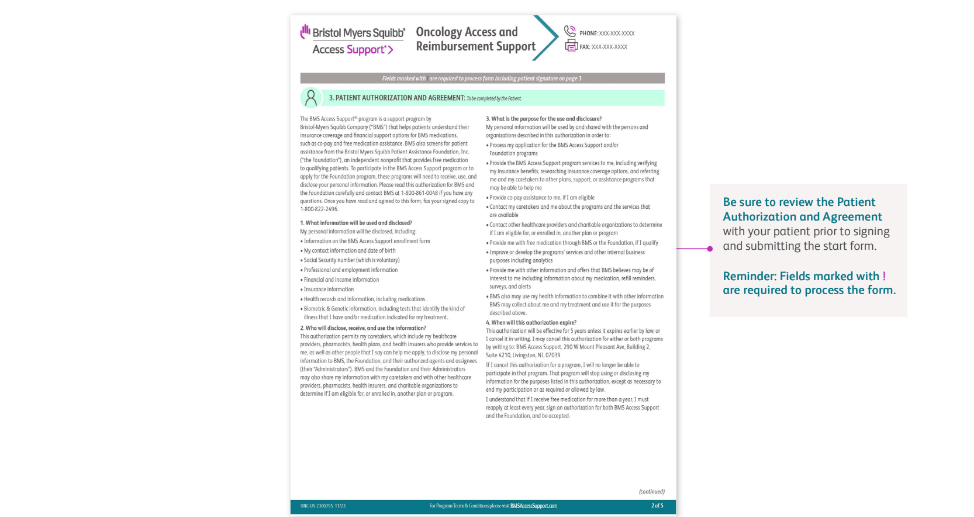 Bristol Myers Squibb™
Access Support®
Oncology Access and
Reimbursement Support
PHONE: XXX-XXX-XXXX
FAX: XXX-XXX-XXXX
Fields marked with ! are required to process form including patient signature on page 3
3. PATIENT AUTHORIZATION AND AGREEMENT: To be completed by the Patient.
The BMS Access Support® program is a support program by
Bristol-Myers Squibb Company ("BMS") that helps patients understand their
insurance coverage and financial support options for BMS medications,
such as co-pay and free medication assistance. BMS also screens for patient
assistance from the Bristol Myers Squibb Patient Assistance Foundation, Inc.
("the Foundation"), an independent nonprofit that provides free medication
to qualifying patients. To participate in the BMS Access Support program or to
apply for the Foundation program, these programs will need to receive, use, and
disclose your personal information. Please read this authorization for BMS and
the Foundation carefully and contact BMS at 1-800-861-0048 if you have any
questions. Once you have read and agreed to this form, fax your signed copy to
1-800-822-2496.
1. What information will be used and disclosed?
My personal information will be disclosed, including:
• Information on the BMS Access Support enrollment form
• My contact information and date of birth
• Social Security number (which is voluntary)
• Professional and employment information
• Financial and income information
• Insurance information
• Health records and information, including medications
• Biometric & Genetic information, including tests that identify the kind of
illness that I have and/or medication indicated for my treatment.
2. Who will disclose, receive, and use the information?
This authorization permits my caretakers, which include my healthcare
providers, pharmacists, health plans, and health insurers who provide services to
me, as well as other people that I say can help me apply, to disclose my personal
information to BMS, the Foundation, and their authorized agents and assignees
(their "Administrators"). BMS and the Foundation and their Administrators
may also share my information with my caretakers and with other healthcare
providers, pharmacists, health insurers, and charitable organizations to
determine if I am eligible for, or enrolled in, another plan or program.
3. What is the purpose for the use and disclosure?
My personal information will be used by and shared with the persons and
organizations described in this authorization in order to:
• Process my application for the BMS Access Support and/or
Foundation programs
• Provide the BMS Access Support program services to me, including verifying
my insurance benefits, researching insurance coverage options, and referring
me and my caretakers to other plans, support, or assistance programs that
may be able to help me
• Provide co-pay assistance to me, if I am eligible
• Contact my caretakers and me about the programs and the services that
are available
• Contact other healthcare providers and charitable organizations to determine
if I am eligible for, or enrolled in, another plan or program
• Provide me with free medication through BMS or the Foundation, if I qualify
• Improve or develop the programs' services and other internal business
purposes including analytics
• Provide me with other information and offers that BMS believes may be of
interest to me including information about my medication, refill reminders,
surveys, and alerts
• BMS also may use my health information to combine it with other information
BMS may collect about me and my treatment and use it for the purposes
described above.
4. When will this authorization expire?
This authorization will be effective for 5 years unless it expires earlier by law, or
I cancel it in writing. I may cancel this authorization for either or both programs
by writing to: BMS Access Support, 290 W Mount Pleasant Ave, Building 2,
Suite 4210, Livingston, NJ, 07039.
If I cancel this authorization for a program, I will no longer be able to
participate in that program. That program will stop using or disclosing my
information for the purposes listed in this authorization, except as necessary to
end my participation or as required or allowed by law.
I understand that if I receive free medication for more than a year, I must
reapply at least every year, sign an authorization for both BMS Access Support
and the Foundation, and be accepted.
(continued)
For Program Terms & Conditions please visit BMSAccessSupport.com
2 of 5
Be sure to review the Patient
Authorization and Agreement
with your patient prior to signing
and submitting the start form.
Reminder: Fields marked with !
are required to process the form.